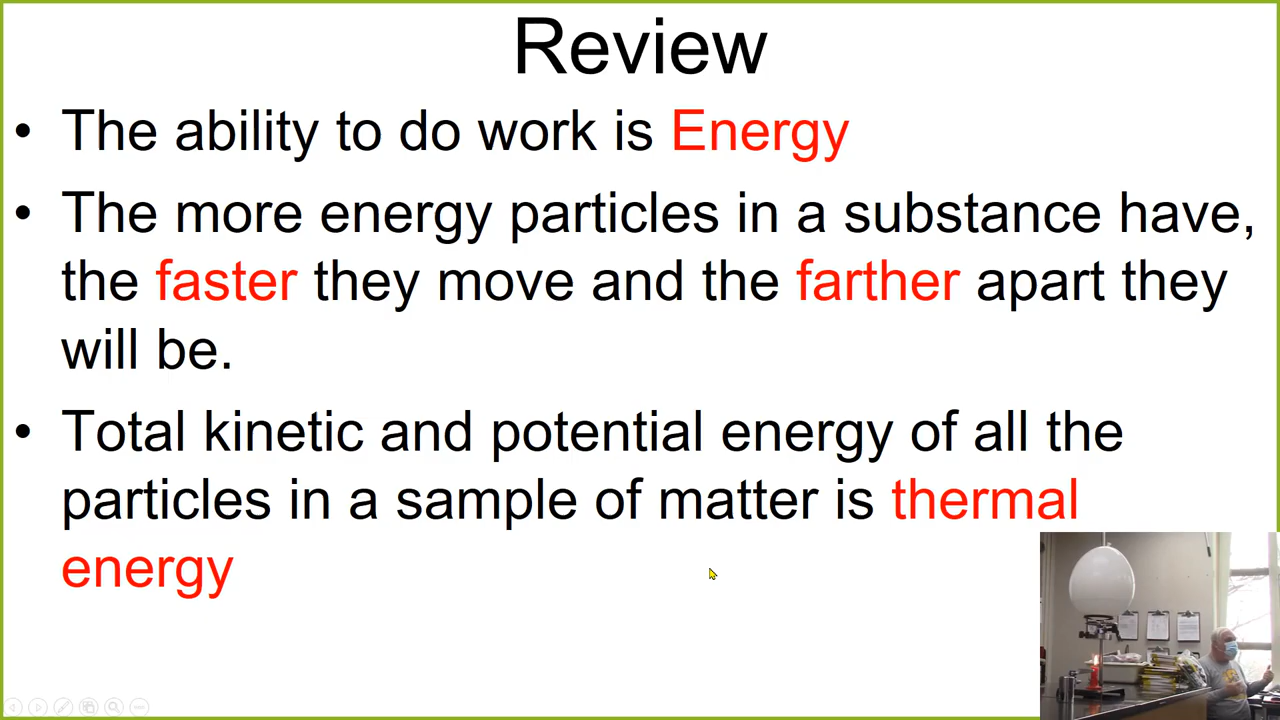 Review
• The ability to do work is Energy
• The more energy particles in a substance have,
the faster they move and the farther apart they
will be.
• Total kinetic and potential energy of all the
particles in a sample of matter is thermal
energy